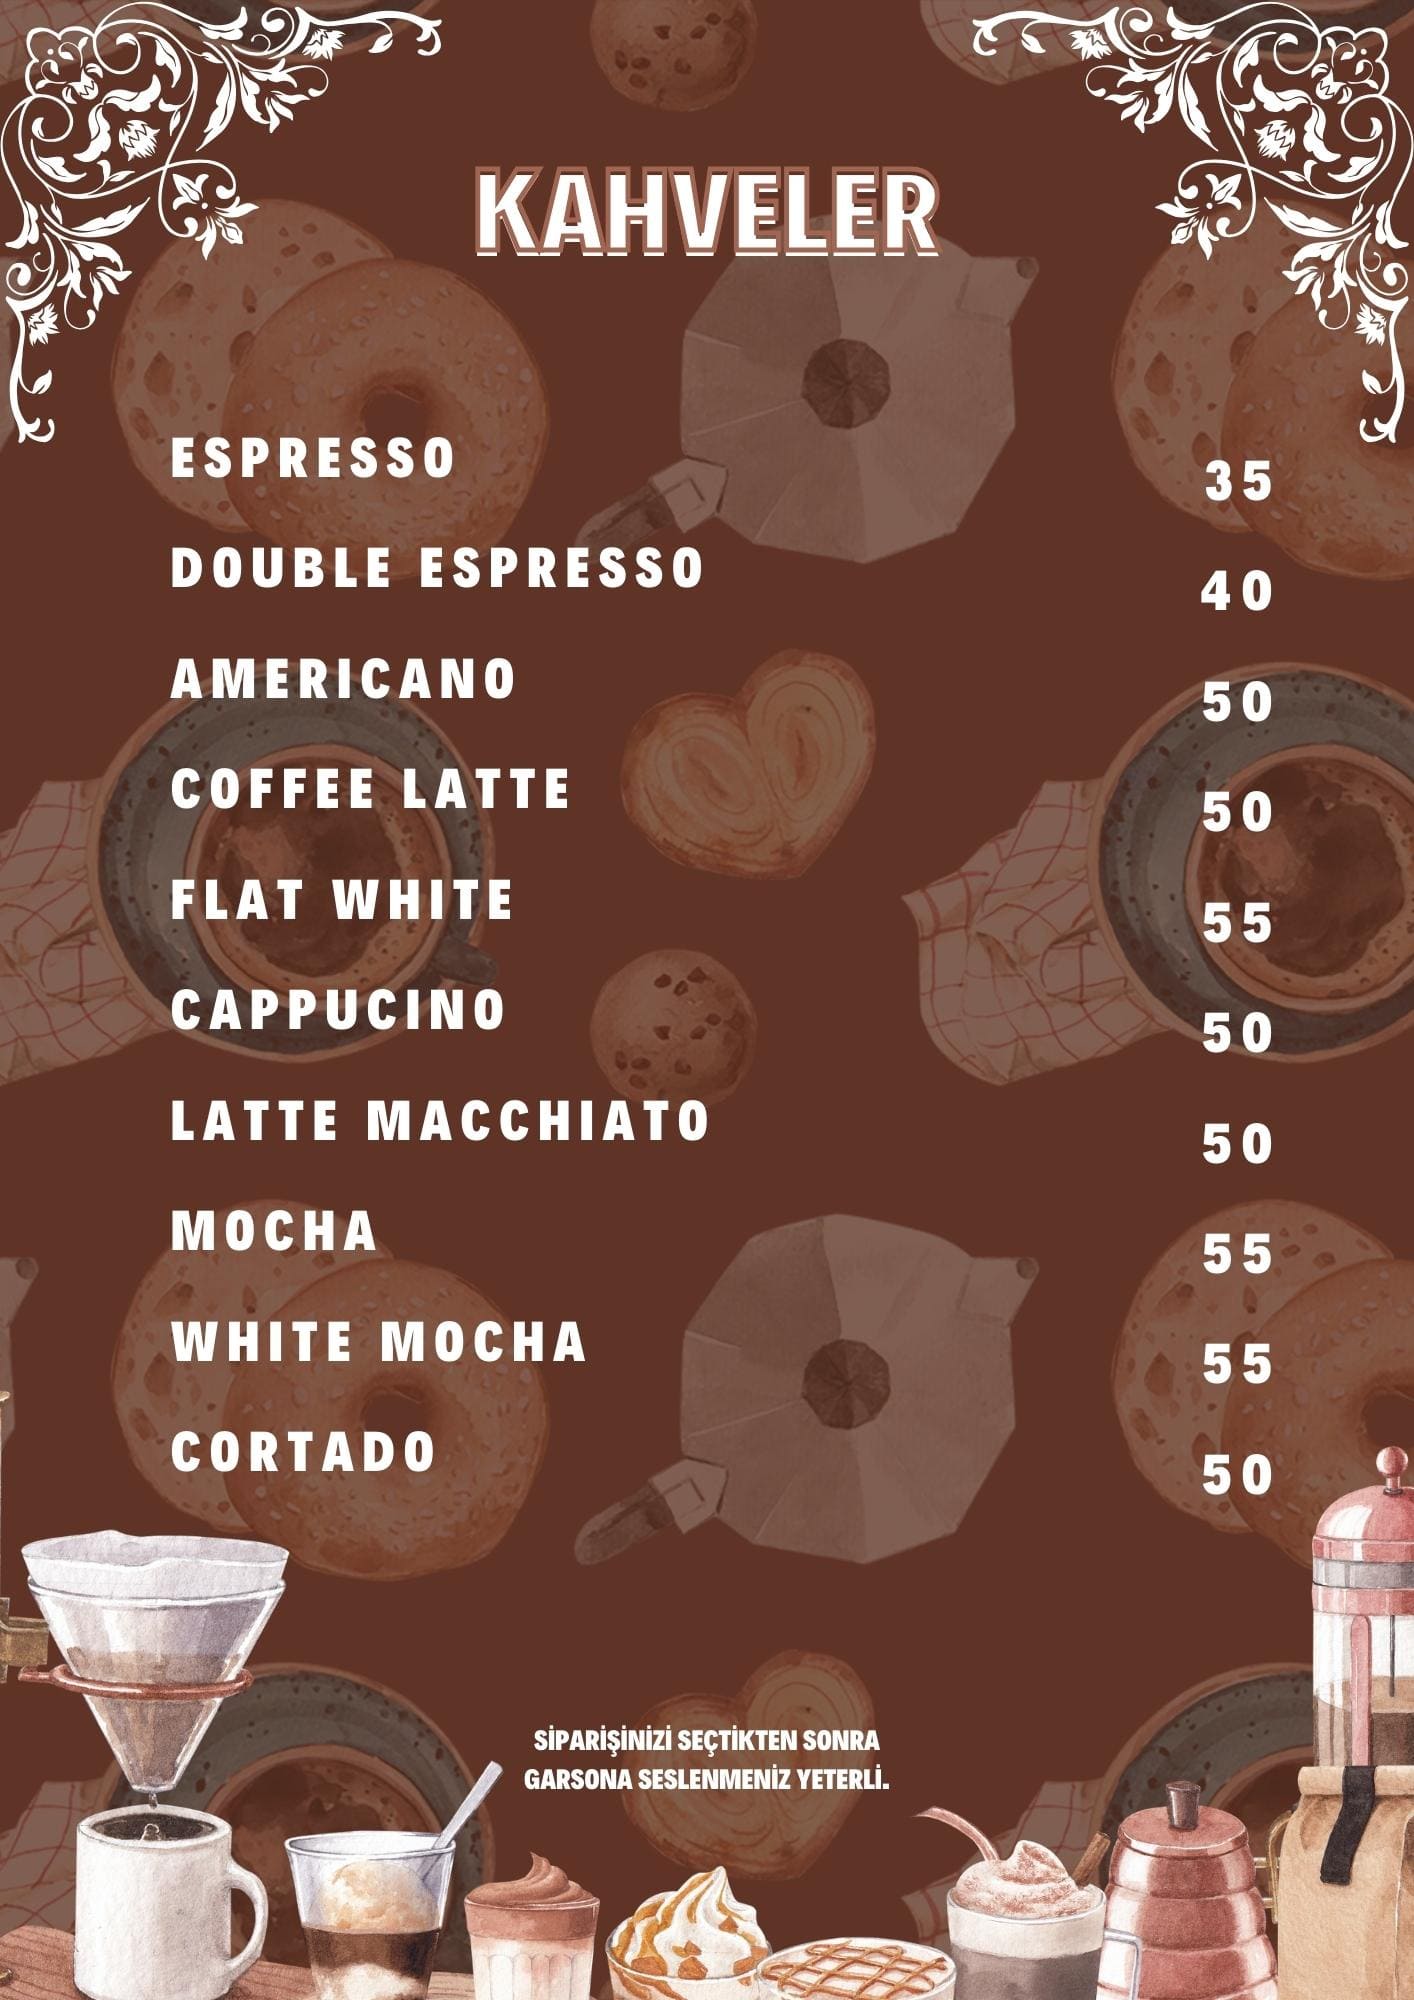 KAHVELER
ESPRESSO 35
DOUBLE ESPRESSO 40
AMERICANO 50
COFFEE LATTE 50
FLAT WHITE 55
CAPPUCINO 50
LATTE MACCHIATO 50
MOCHA 55
WHITE MOCHA 55
CORTADO 50
SİPARİŞİNİZİ SEÇTİKTEN SONRA
GARSONA SESLENMENİZ YETERLİ.